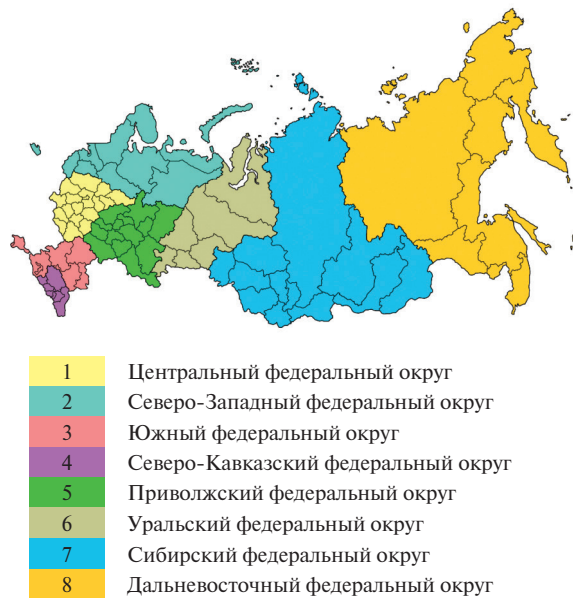 1 Центральный федеральный округ
2 Северо-Западный федеральный округ
3 Южный федеральный округ
4 Северо-Кавказский федеральный округ
5 Приволжский федеральный округ
6 Уральский федеральный округ
7 Сибирский федеральный округ
8 Дальневосточный федеральный округ